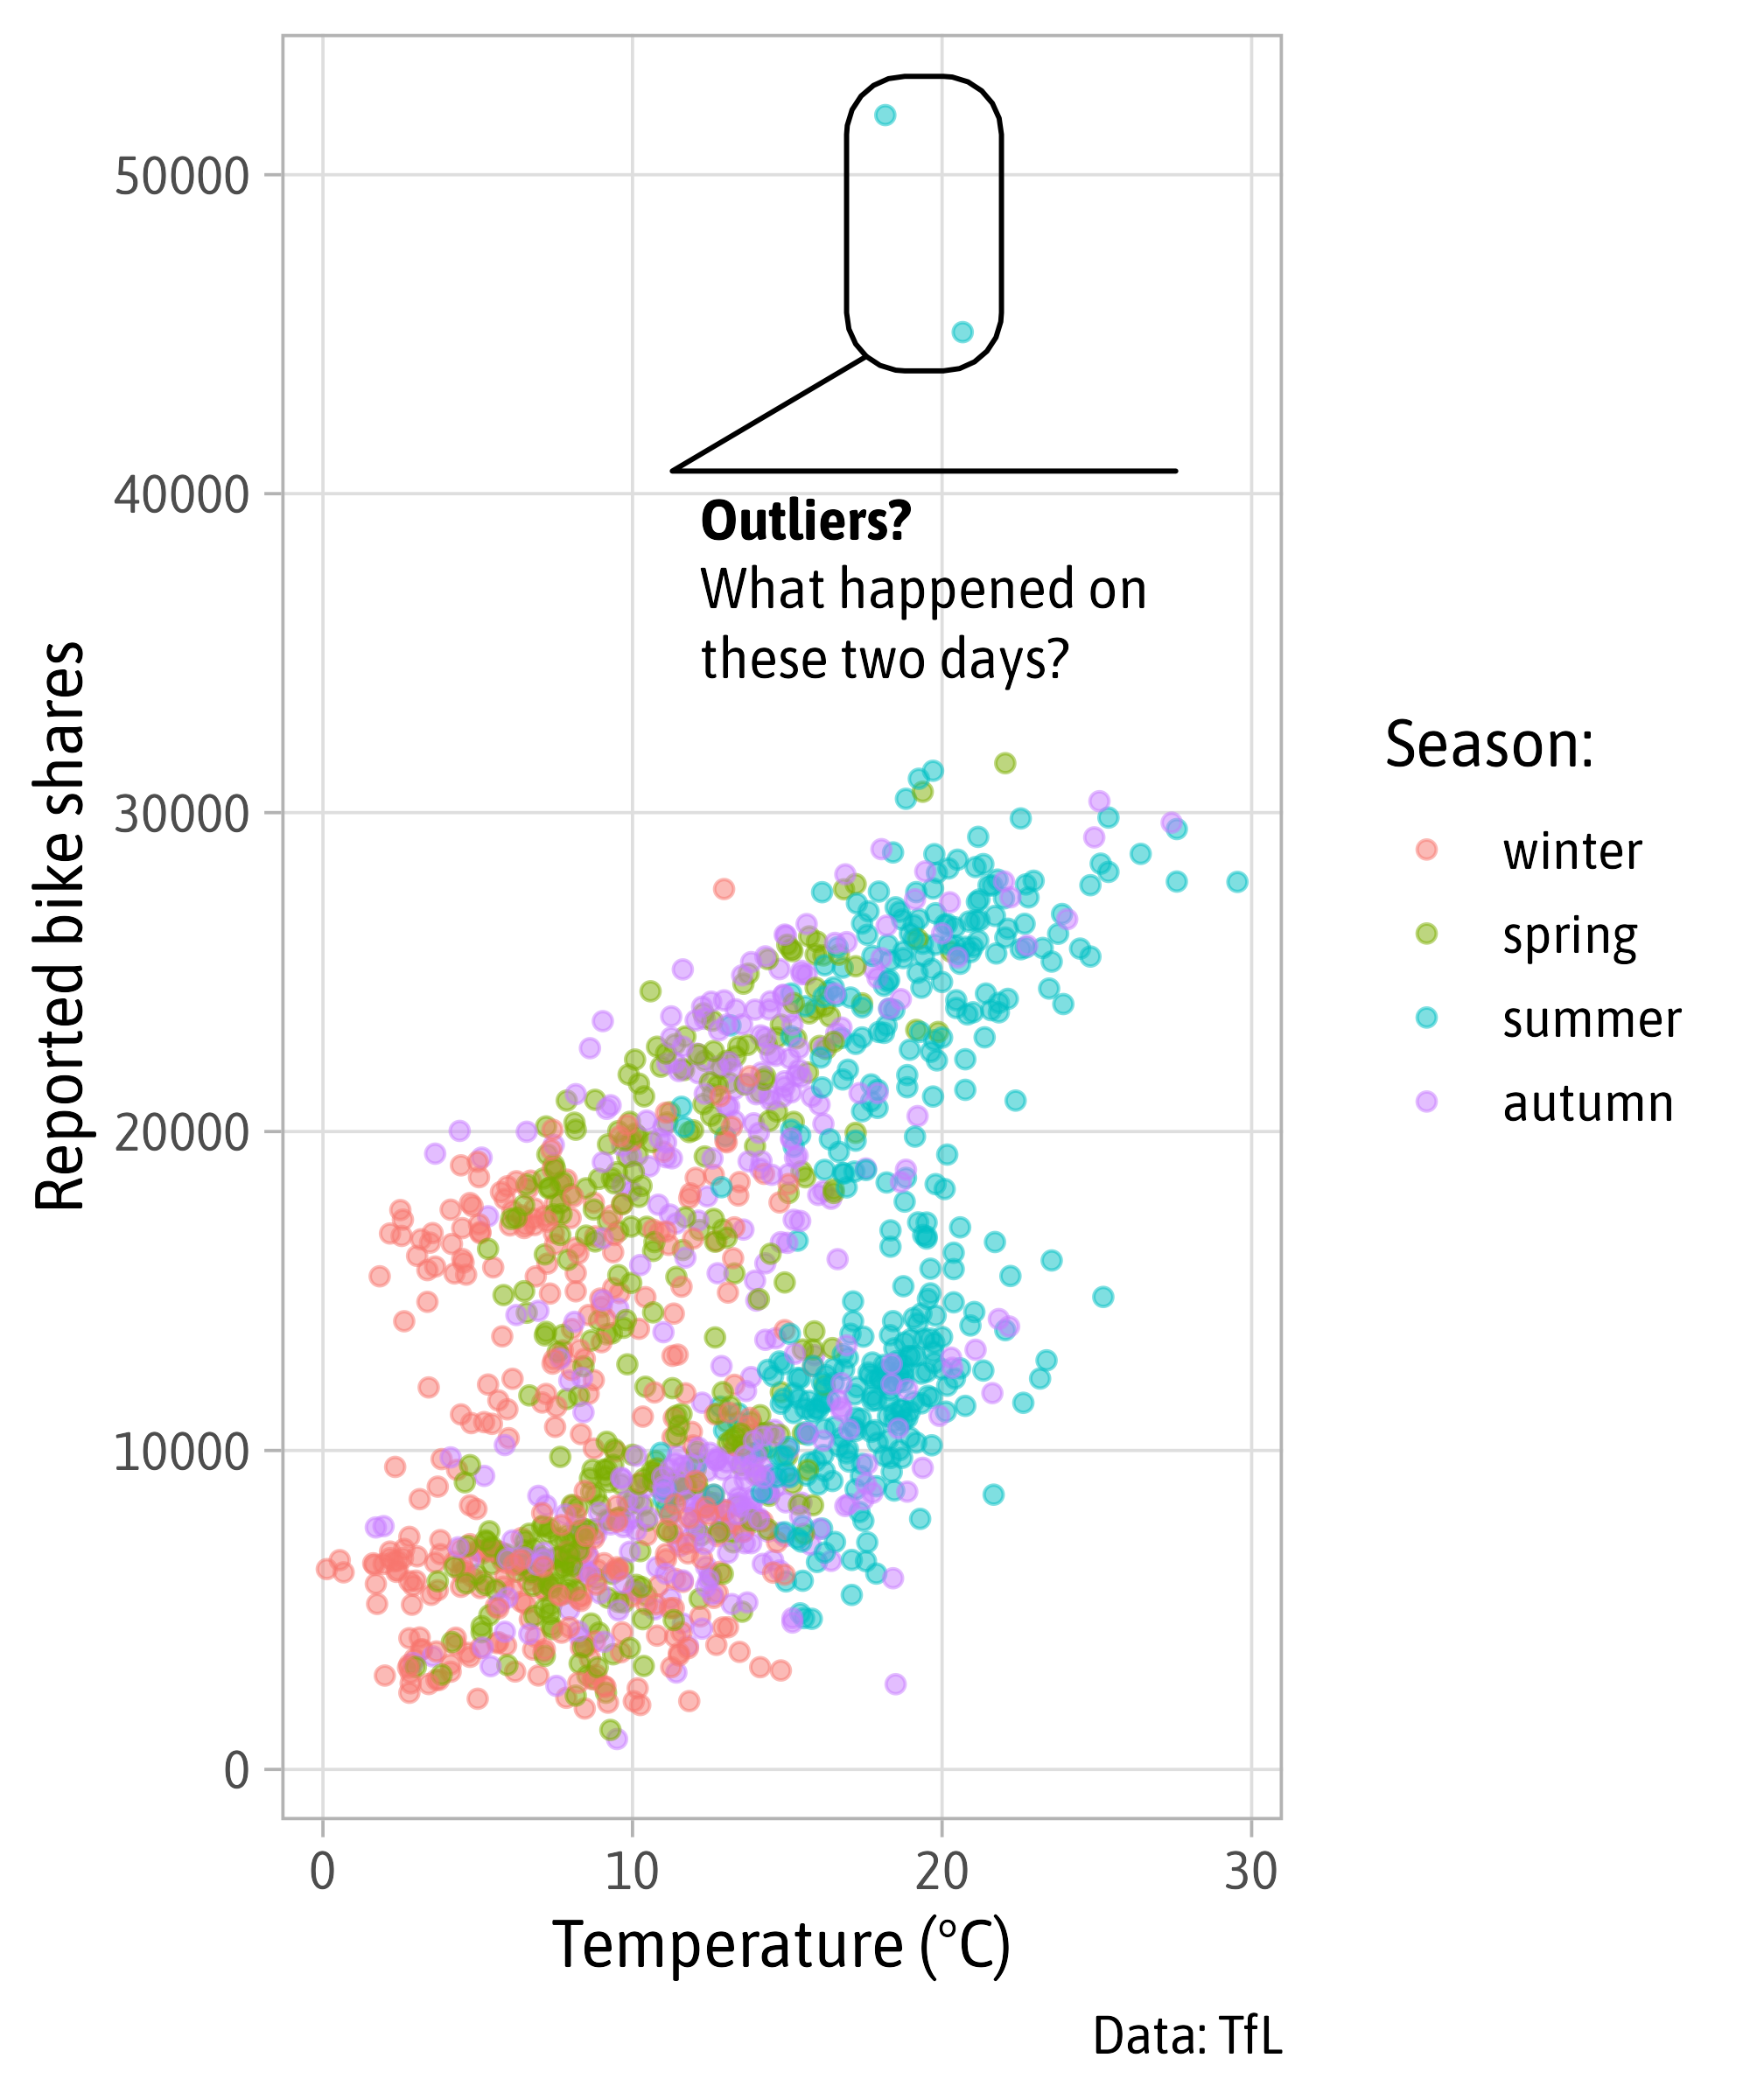 50000
40000
30000
20000
10000
0
Reported bike shares
Outliers?
What happened on
these two days?
Season:
winter
spring
summer
autumn
0 10 20 30
Temperature (°C)
Data: TfL